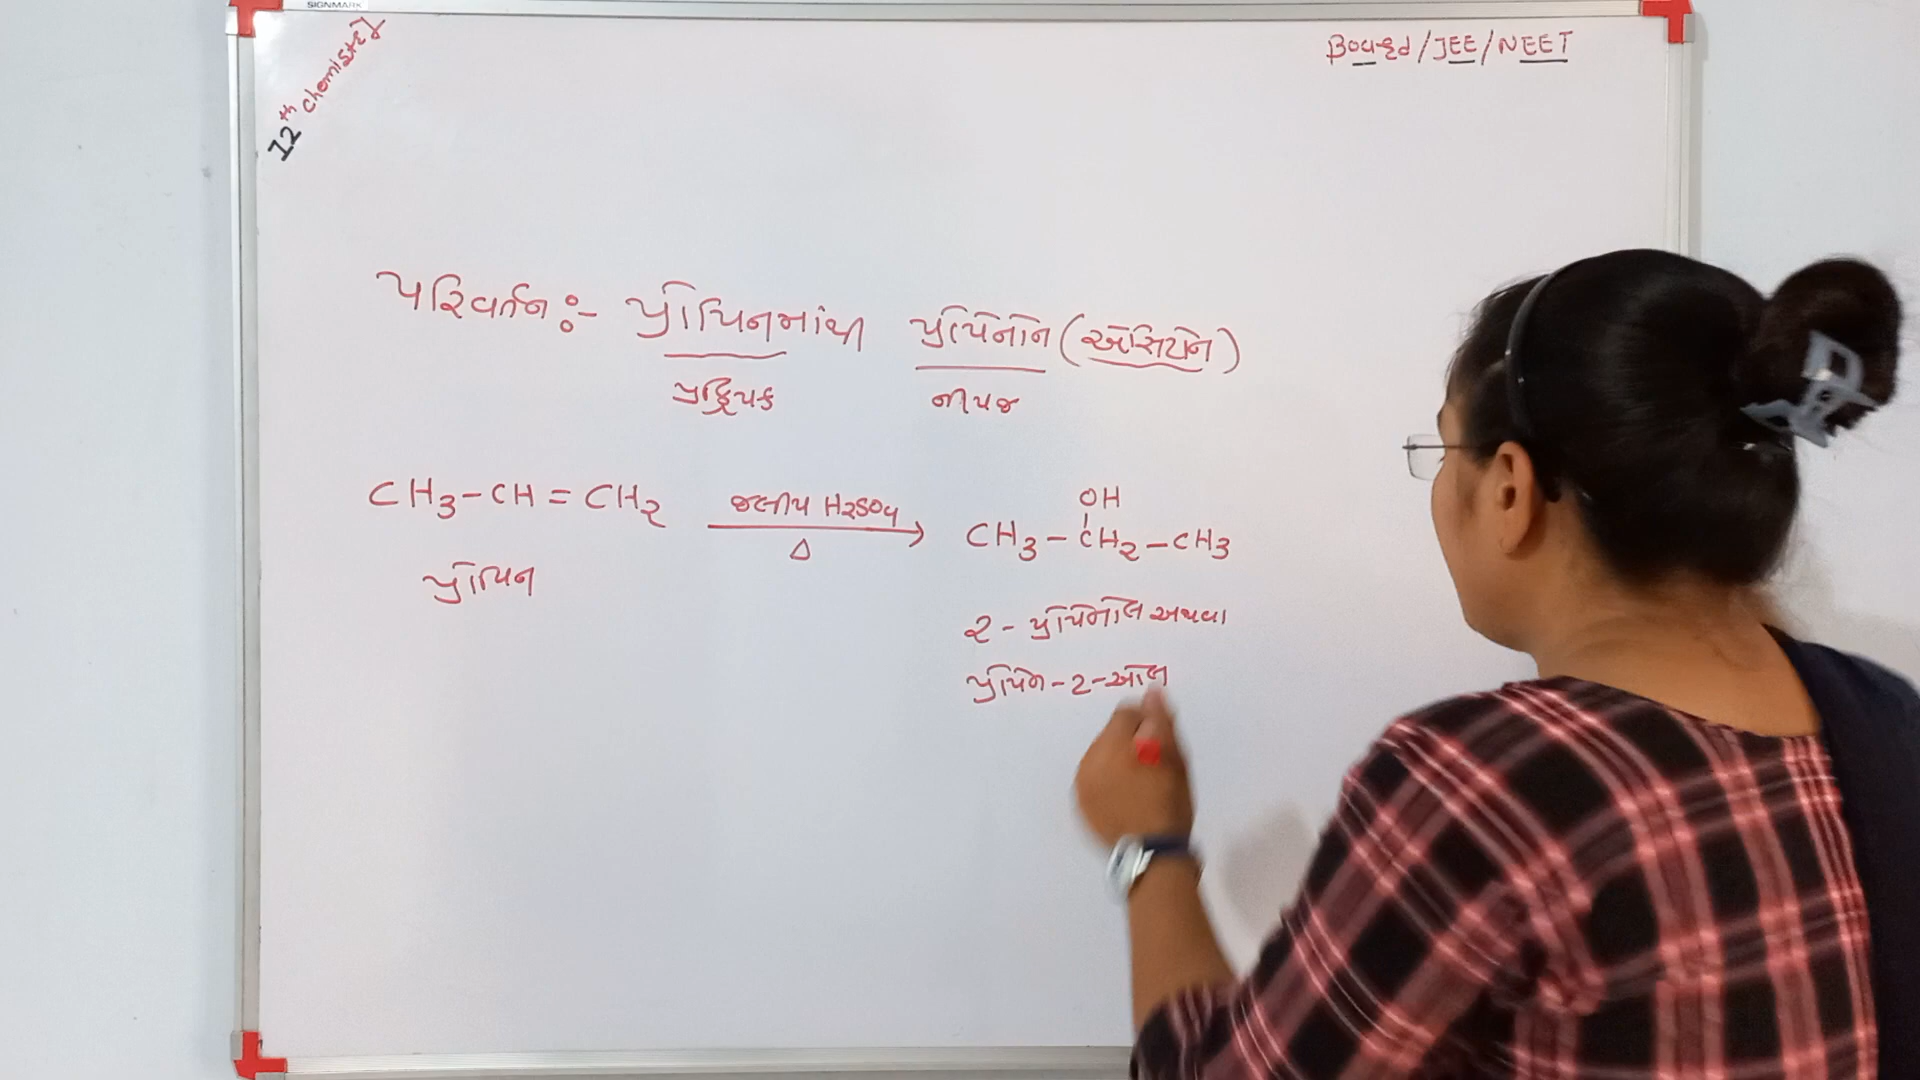 SIGNMARK
12th Chemistry
Board/JEE/NEET
પરિવર્તન:- પ્રોપિનમાંથી પ્રોપેનોન (એસિટોન)
પ્રક્રિયક નીપજ
CH3-CH=CH2 જલીય H2SO4 Δ
OH
CH3-CH2-CH3
પ્રોપિન
2-પ્રોપેનોલ અથવા
પ્રોપેન-2-ઓલ